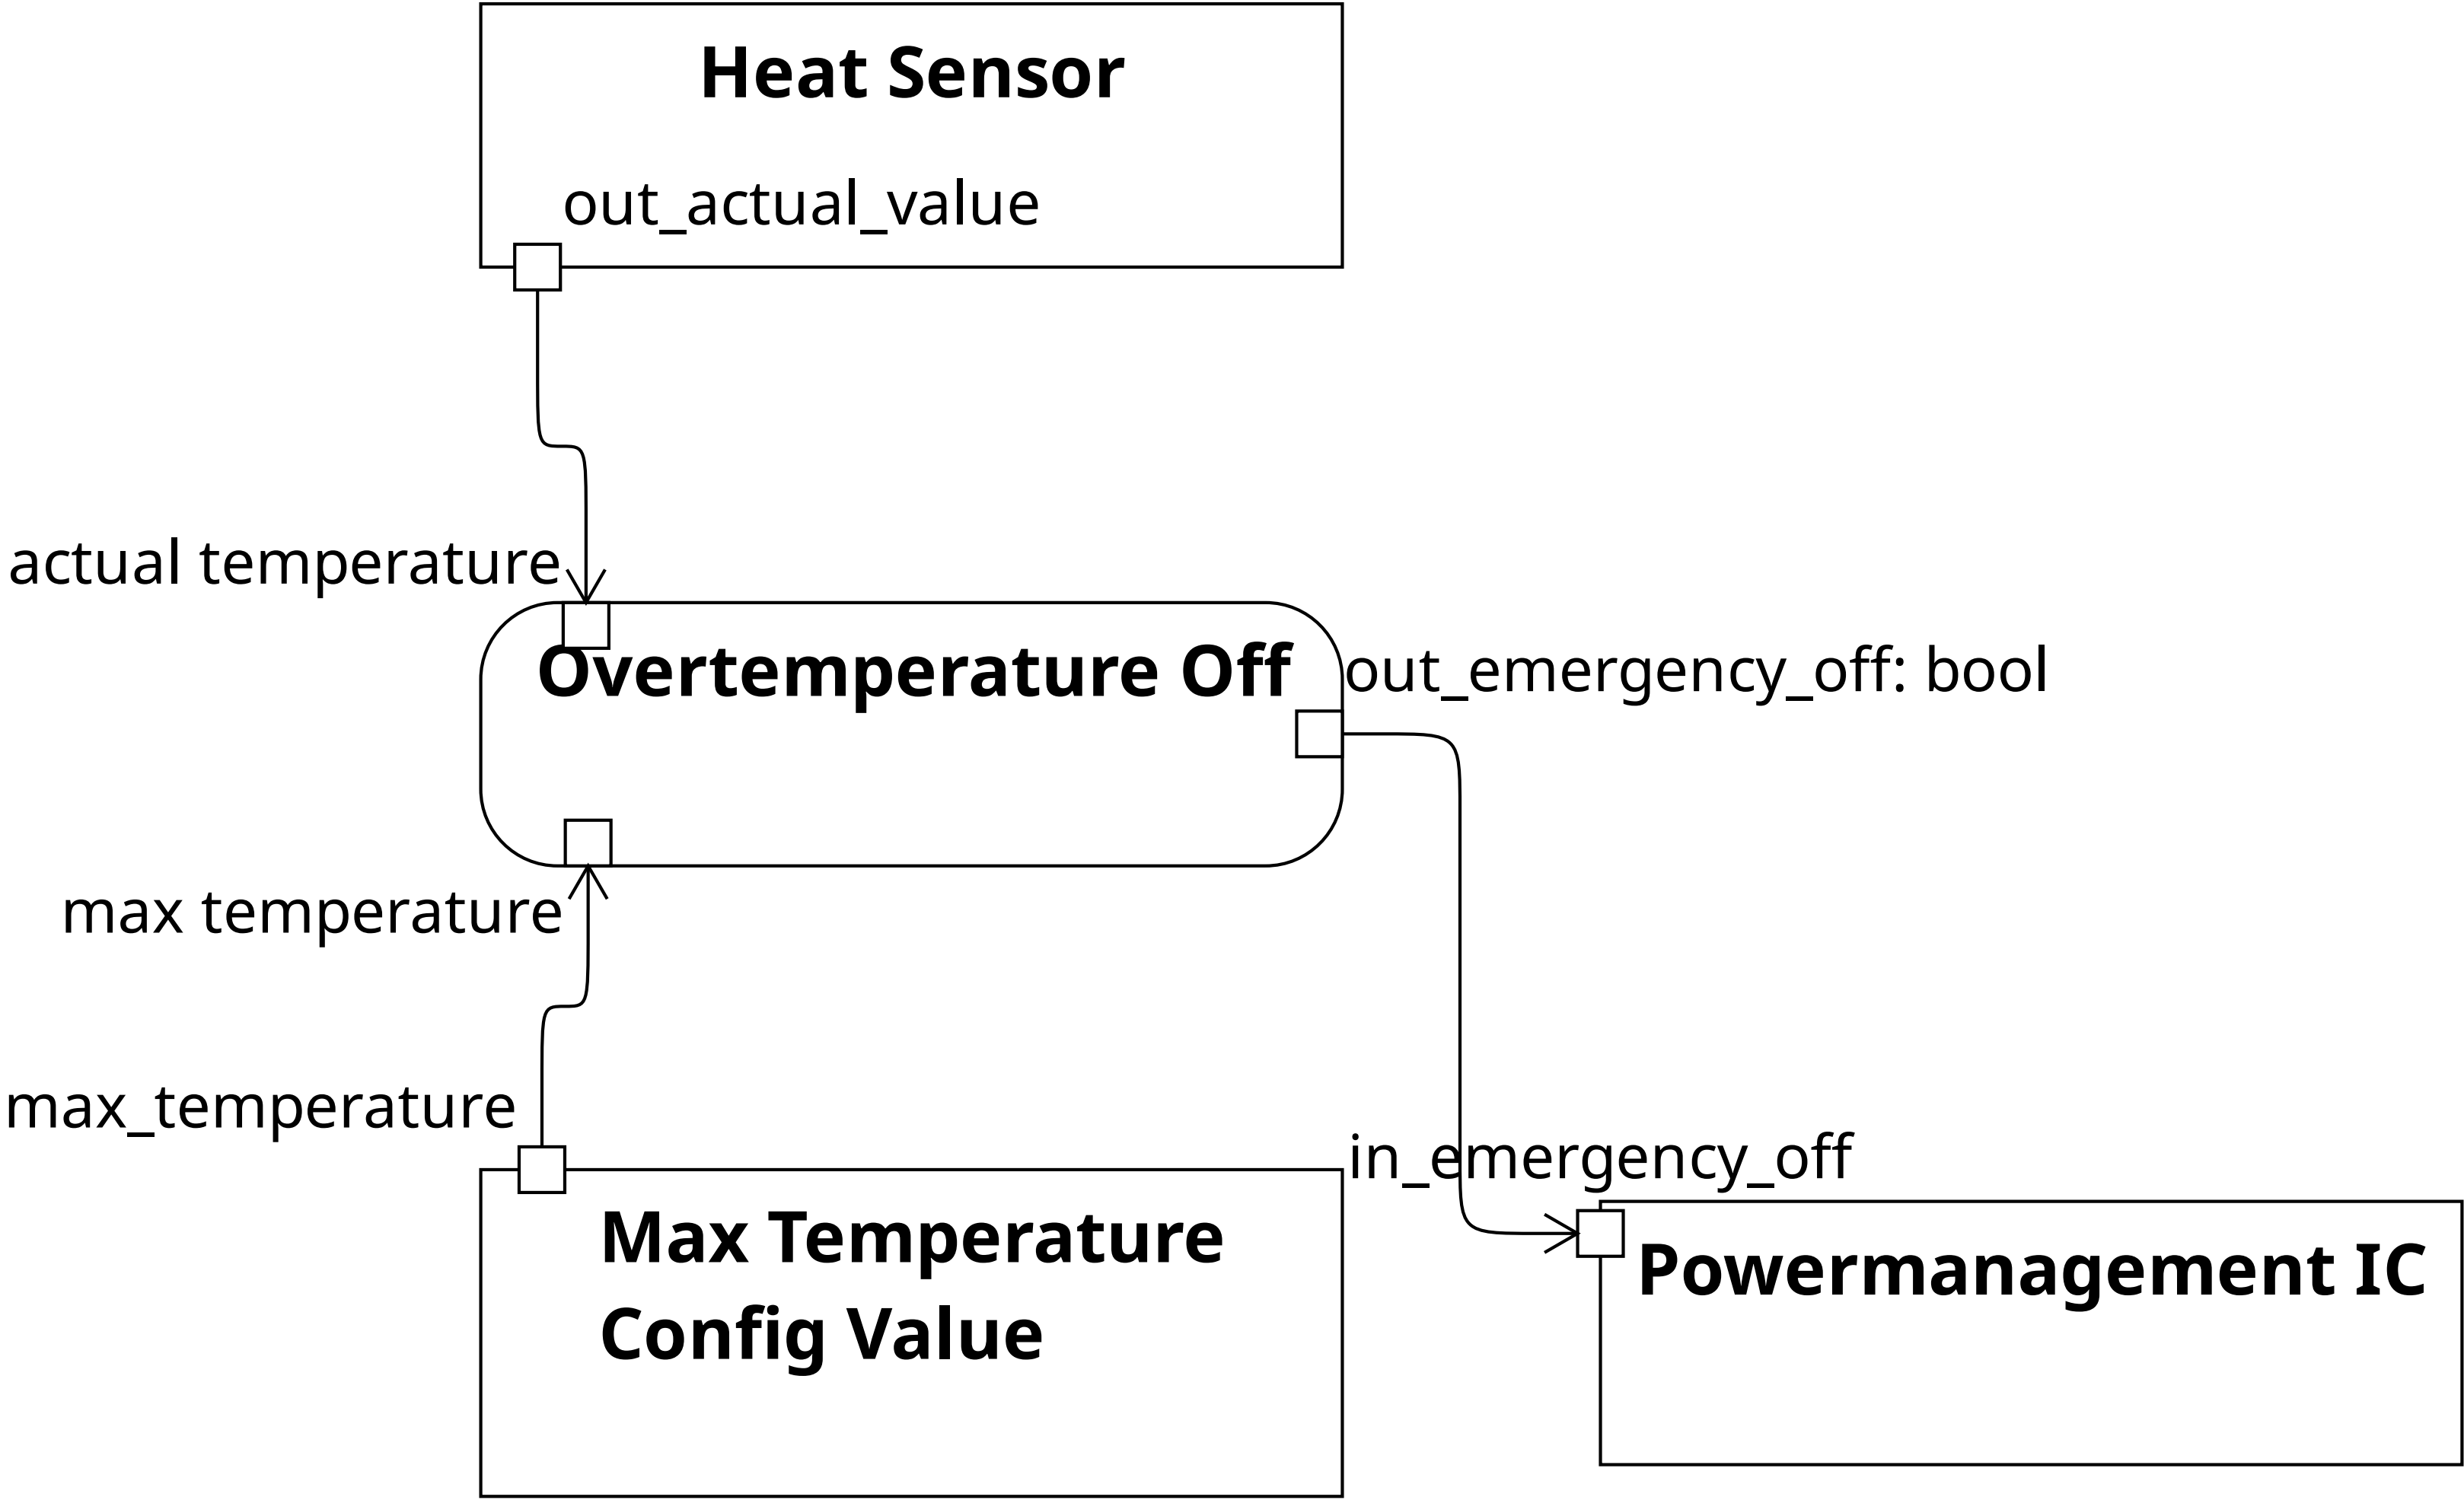 Heat Sensor
out_actual_value
actual temperature
Overtemperature Off
out_emergency_off: bool
max temperature
max_temperature
in_emergency_off
Max Temperature
Config Value
Powermanagement IC